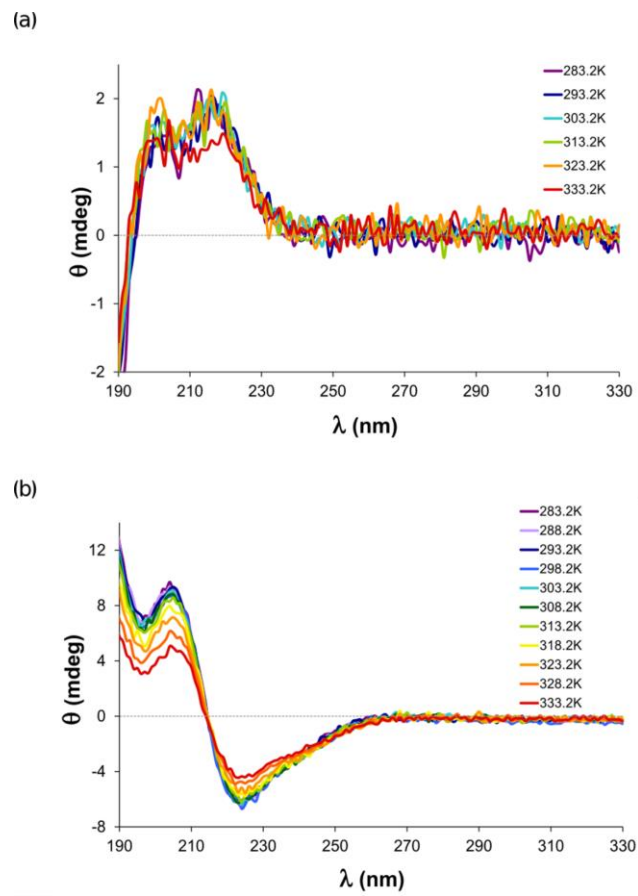 (a)
283.2K
293.2K
303.2K
313.2K
323.2K
333.2K
2
1
0
-1
-2
θ (mdeg)
190 210 230 250 270 290 310 330
λ (nm)
(b)
283.2K
288.2K
293.2K
298.2K
303.2K
308.2K
313.2K
318.2K
323.2K
328.2K
333.2K
12
8
4
0
-4
-8
θ (mdeg)
190 210 230 250 270 290 310 330
λ (nm)